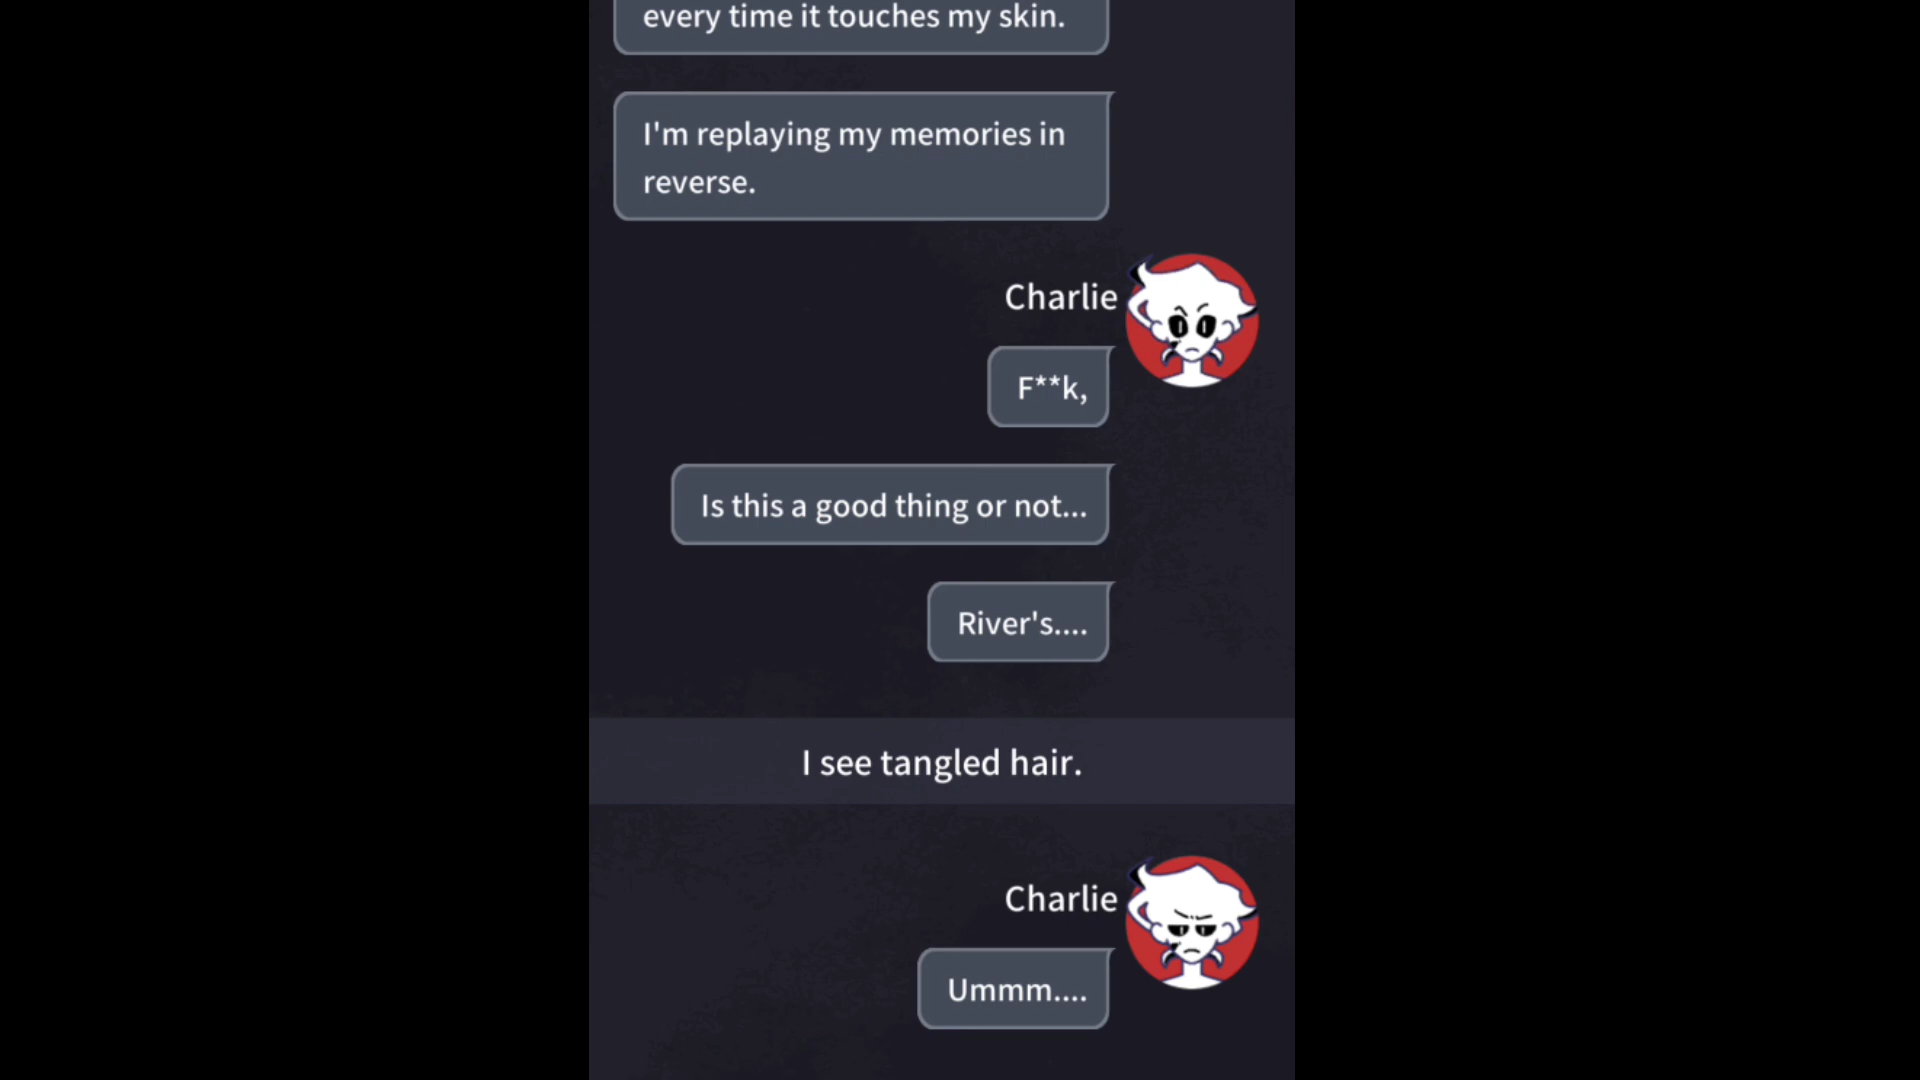 every time it touches my skin.
I'm replaying my memories in
reverse.
Charlie
F**k,
Is this a good thing or not...
River's....
I see tangled hair.
Charlie
Ummm....